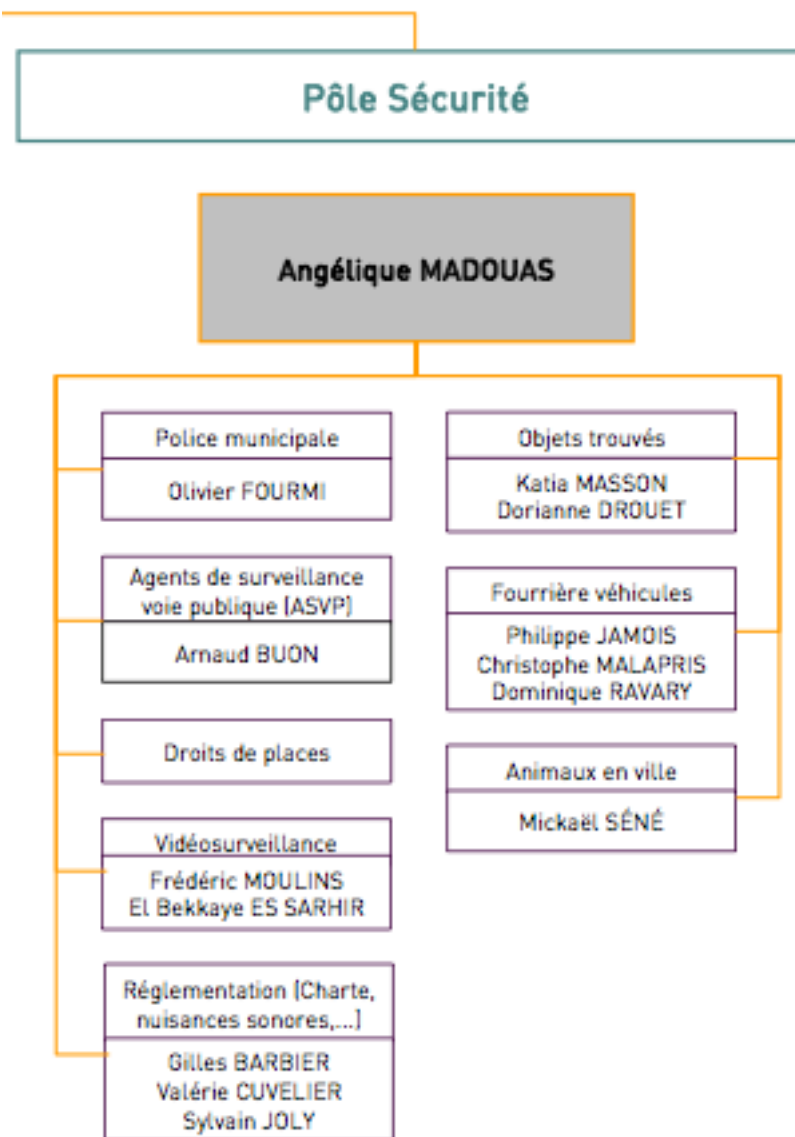 Pôle Sécurité
Angélique MADOUAS
Police municipale
Olivier FOURMI
Agents de surveillance
voie publique (ASVP)
Arnaud BUON
Droits de places
Vidéosurveillance
Frédéric MOULINS
El Bekkaye ES SARHIR
Réglementation (Charte,
nuisances sonores,...)
Gilles BARBIER
Valérie CUVELIER
Sylvain JOLY
Objets trouvés
Katia MASSON
Dorianne DROUET
Fourrière véhicules
Philippe JAMOIS
Christophe MALAPRIS
Dominique RAVARY
Animaux en ville
Mickaël SÉNÉ